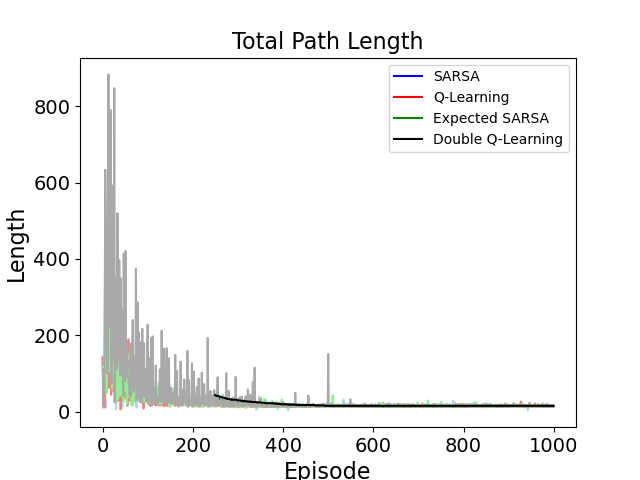 Total Path Length
SARSA
Q-Learning
Expected SARSA
Double Q-Learning
800
600
400
200
0
Length
0 200 400 600 800 1000
Episode